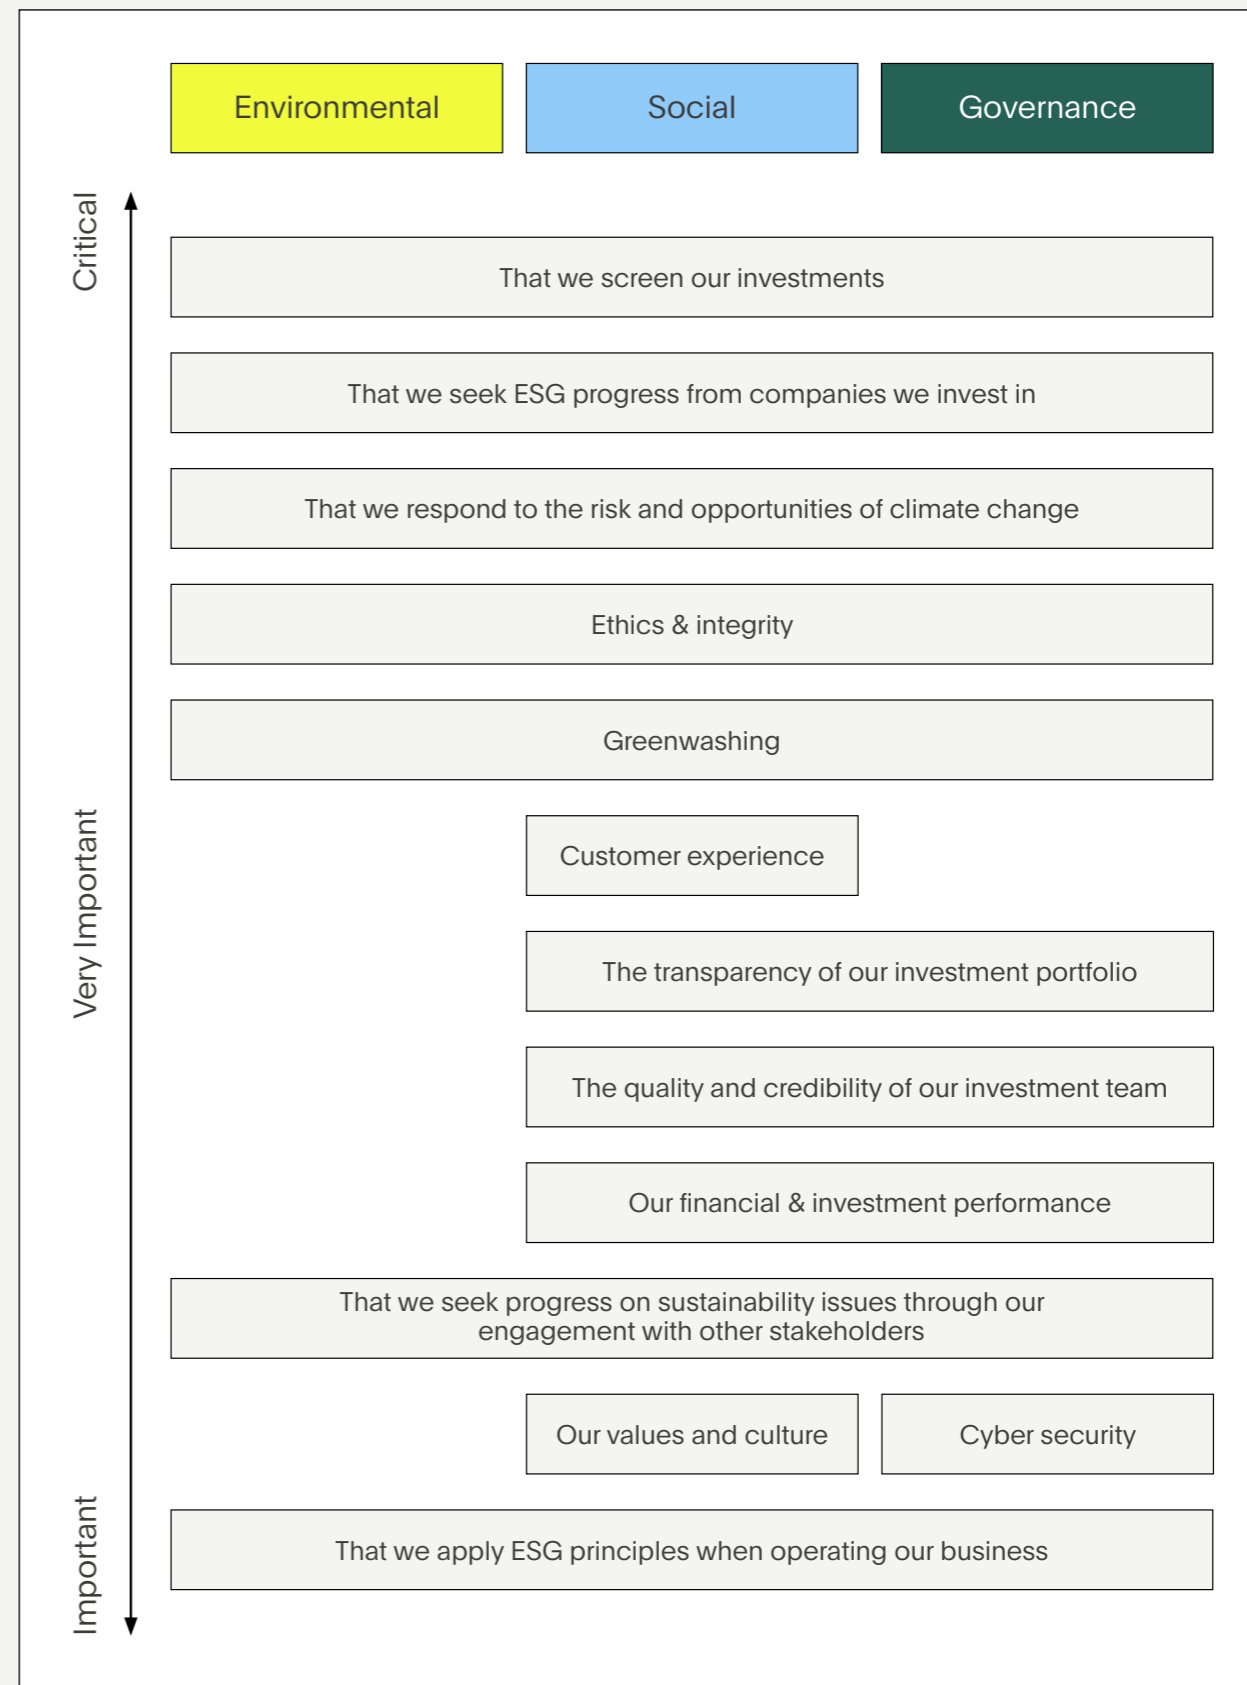 Environmental
Social
Governance
Critical
That we screen our investments
That we seek ESG progress from companies we invest in
That we respond to the risk and opportunities of climate change
Ethics & integrity
Greenwashing
Very Important
Customer experience
The transparency of our investment portfolio
The quality and credibility of our investment team
Our financial & investment performance
That we seek progress on sustainability issues through our
engagement with other stakeholders
Our values and culture
Cyber security
Important
That we apply ESG principles when operating our business